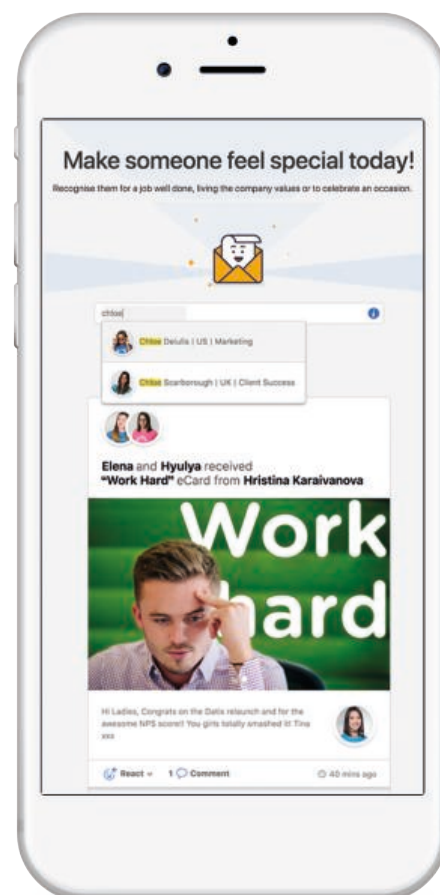 Make someone feel special today!
Recognise them for a job well done, living the company values or to celebrate an occasion.
chloe
Chloe Deiulis | US | Marketing
Chloe Scarborough | UK | Client Success
Elena and Hyulya received
“Work Hard” eCard from Hristina Karaivanova
Work
hard
Hi Ladies, Congrats on the Datix relaunch and for the
awesome NPS score!! You girls totally smashed it! Tina
xxx
React 1 Comment 40 mins ago